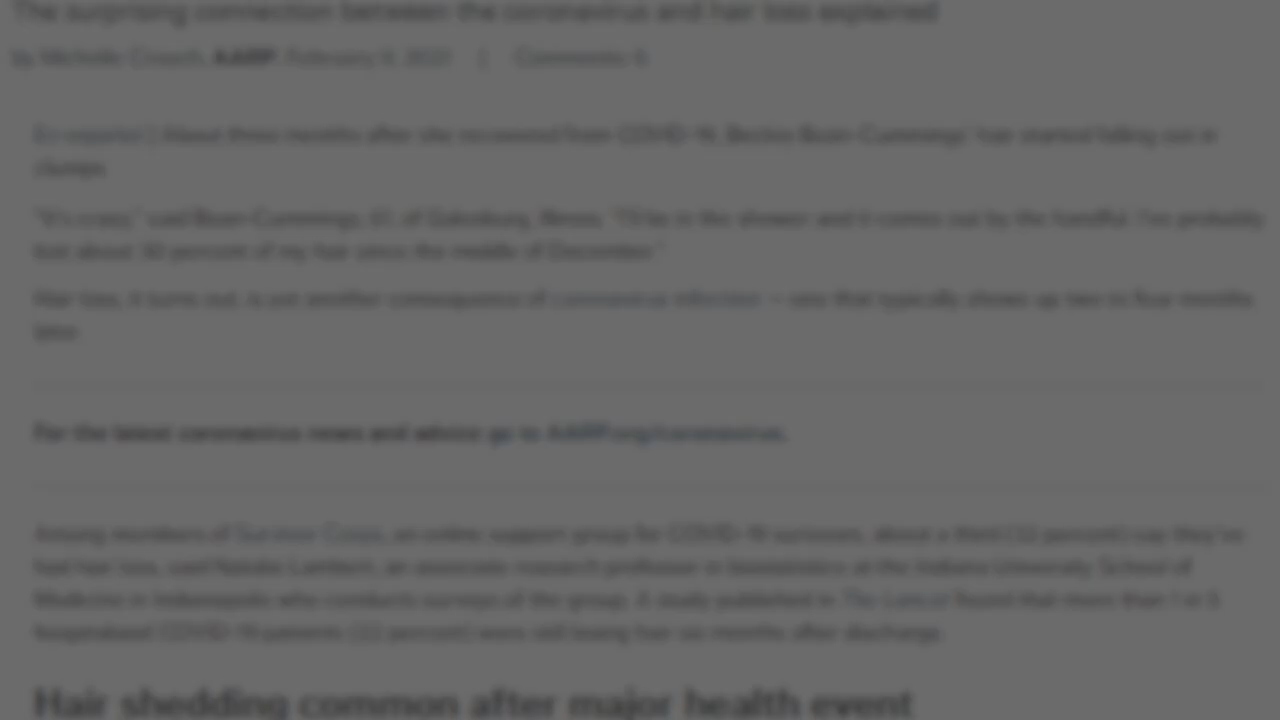 The surprising connection between the coronavirus and hair loss explained
by Michelle Crouch, AARP, February 2021 | Comments:
En español | About three months after she recovered from COVID-19, hair started falling out in
clumps.
"It's crazy," said of Galesburg, Illinois. "I'll be in the shower and it comes out by the handful. I've probably
lost about 30 percent of my hair since the middle of December."
Hair loss, it turns out, is yet another consequence of coronavirus infection — one that typically shows up two to four months
later.
For the latest coronavirus news and advice go to AARP.org/coronavirus.
Among members of Survivor Corps, an online support group for COVID-19 survivors, about a third percent) say they've
had hair loss, said Natalie Lambert, an associate research professor in biostatistics at the Indiana University School of
Medicine in Indianapolis who conducts surveys of the group. A study published in The Lancet found that more than 1 in 5
hospitalized COVID-19 patients (22 percent) were still losing hair six months after discharge.
Hair shedding common after major health event